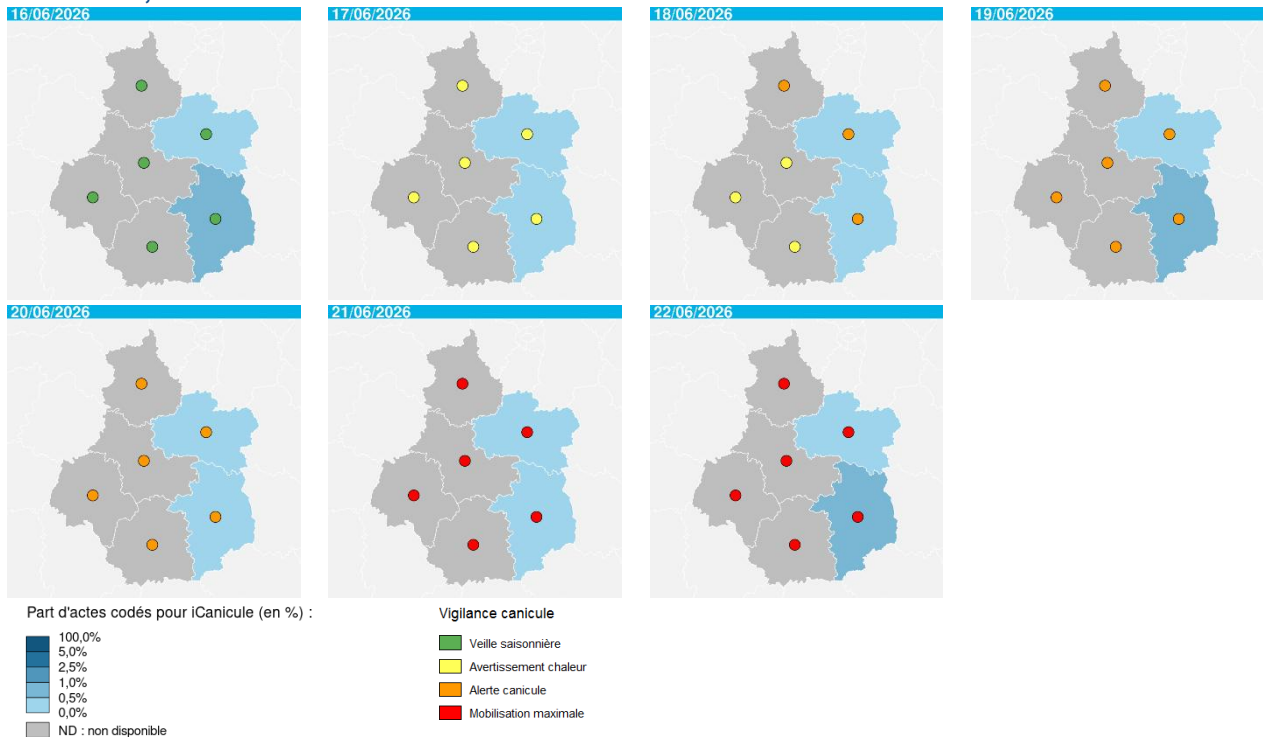 16/06/2026
17/06/2026
18/06/2026
19/06/2026
20/06/2026
21/06/2026
22/06/2026
Part d'actes codés pour iCanicule (en %) :
100,0%
5,0%
2,5%
1,0%
0,5%
0,0%
ND : non disponible
Vigilance canicule
Veille saisonnière
Avertissement chaleur
Alerte canicule
Mobilisation maximale